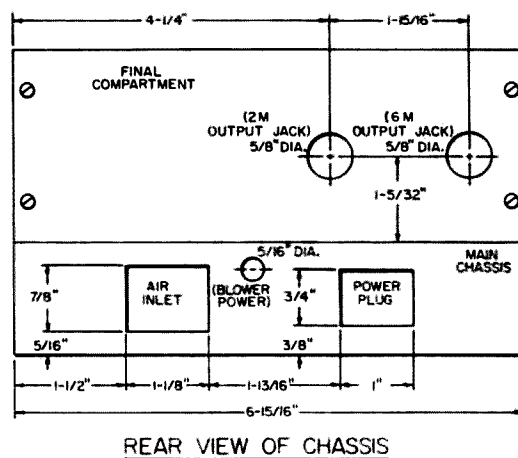 4-1/4"
1-15/16"
FINAL
COMPARTMENT
(2M
OUTPUT JACK)
5/8" DIA.
(6M
OUTPUT JACK)
5/8" DIA.
1-5/32"
MAIN
CHASSIS
5/16" DIA.
(BLOWER
POWER)
7/8"
AIR
INLET
3/4"
POWER
PLUG
5/16"
3/8"
1-1/2"
1-1/8"
1-13/16"
1"
6-15/16"
REAR VIEW OF CHASSIS